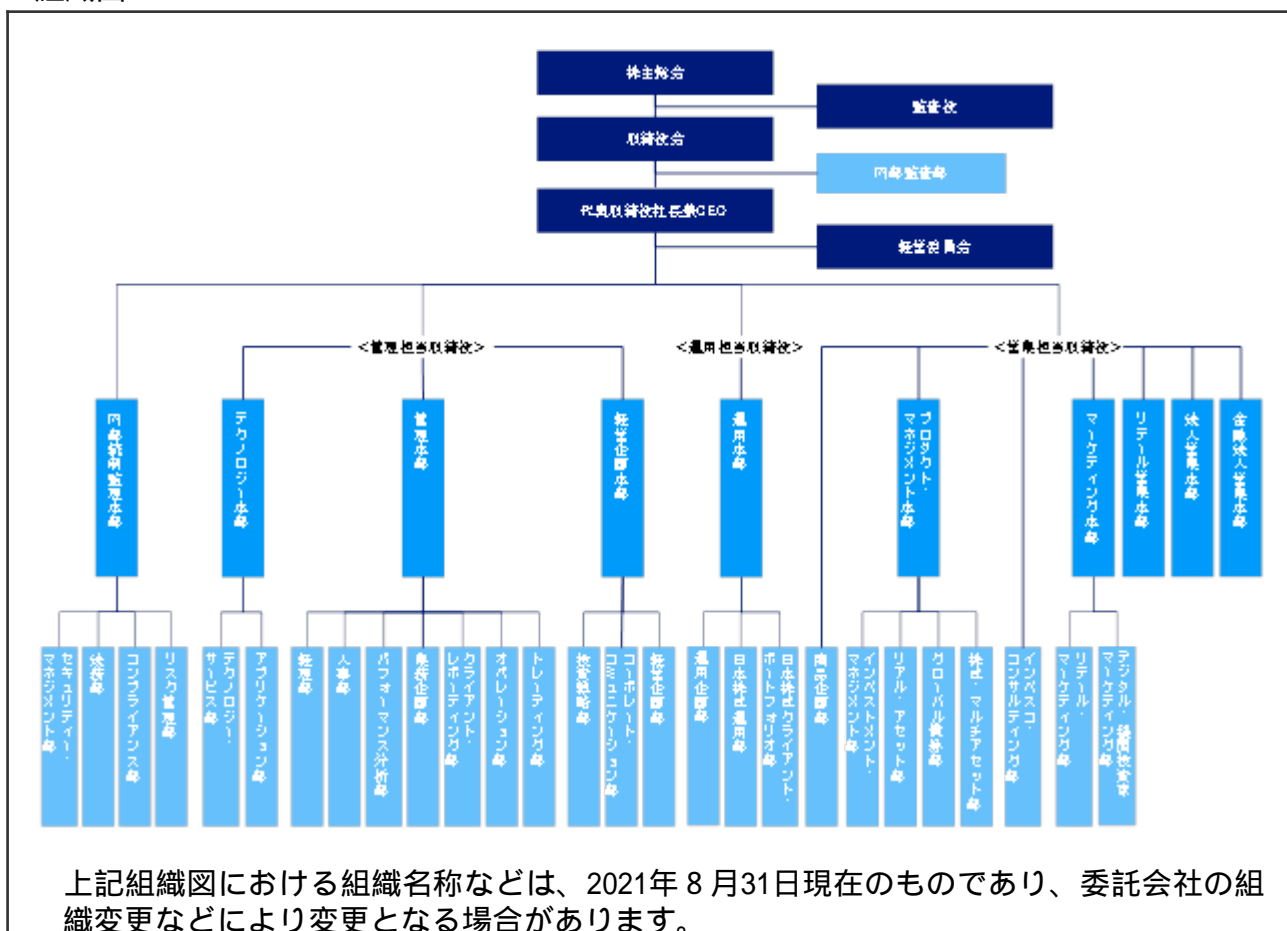 株主総会
監査役
取締役会
内部監査部
代表取締役社長兼CEO
経営委員会
<管理担当取締役>
<運用担当取締役>
<営業担当取締役>
内部統制監理本部
テクノロジー本部
管理本部
経営企画本部
運用本部
プロダクト・
マネジメント本部
マーケティング本部
リテール営業本部
法人営業本部
金融法人営業本部
セキュリティー・
マネジメント部
法務部
コンプライアンス部
リスク管理部
テクノロジー・
サービス部
アプリケーション部
経理部
人事部
パフォーマンス分析部
業務企画部
クライアント・
レポーティング部
オペレーション部
トレーディング部
投資戦略部
コーポレート・
コミュニケーション部
経営企画部
運用企画部
日本株式運用部
日本株式クライアント・
ポートフォリオ部
商品企画部
インベストメント・
マネジメント部
リアル・アセット部
グローバル債券部
株式・マルチアセット部
インベスコ・
コンサルティング部
リテール・
マーケティング部
デジタル・機関投資家
マーケティング部
上記組織図における組織名称などは、2021年8月31日現在のものであり、委託会社の組
織変更などにより変更となる場合があります。